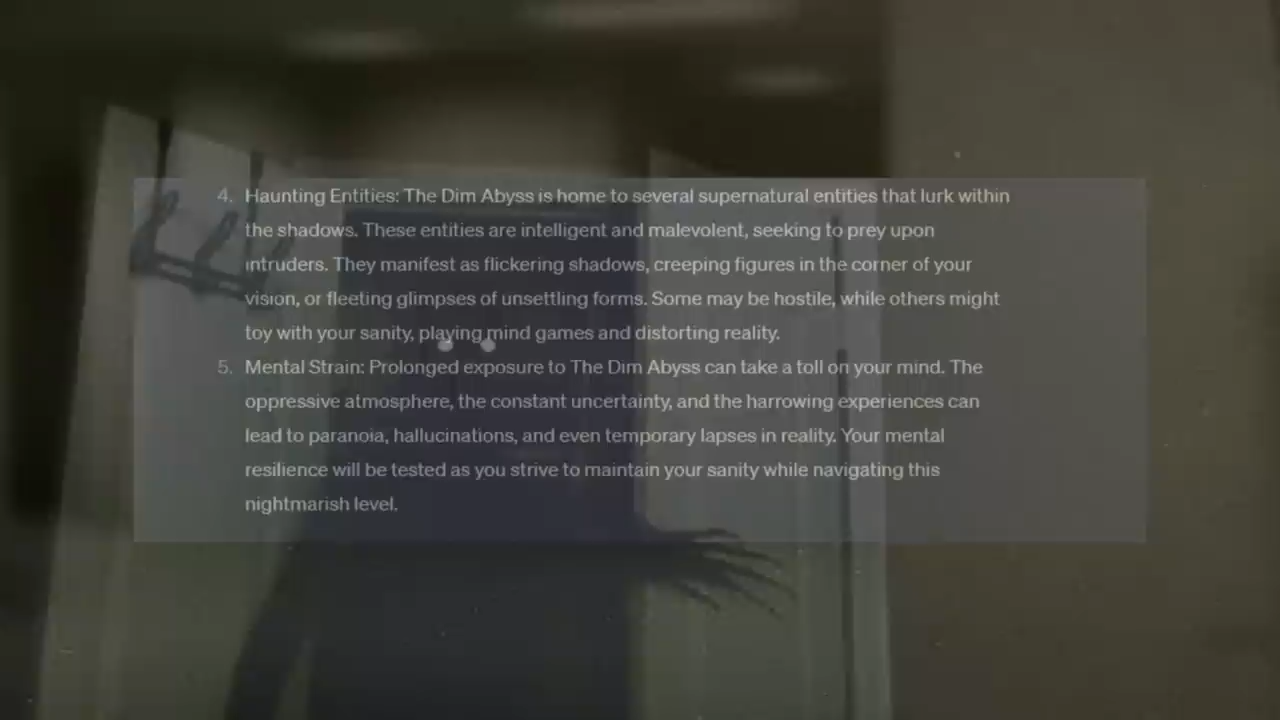 4. Haunting Entities: The Dim Abyss is home to several supernatural entities that lurk within
the shadows. These entities are intelligent and malevolent, seeking to prey upon
intruders. They manifest as flickering shadows, creeping figures in the corner of your
vision, or fleeting glimpses of unsettling forms. Some may be hostile, while others might
toy with your sanity, playing mind games and distorting reality.
5. Mental Strain: Prolonged exposure to The Dim Abyss can take a toll on your mind. The
oppressive atmosphere, the constant uncertainty, and the harrowing experiences can
lead to paranoia, hallucinations, and even temporary lapses in reality. Your mental
resilience will be tested as you strive to maintain your sanity while navigating this
nightmarish level.